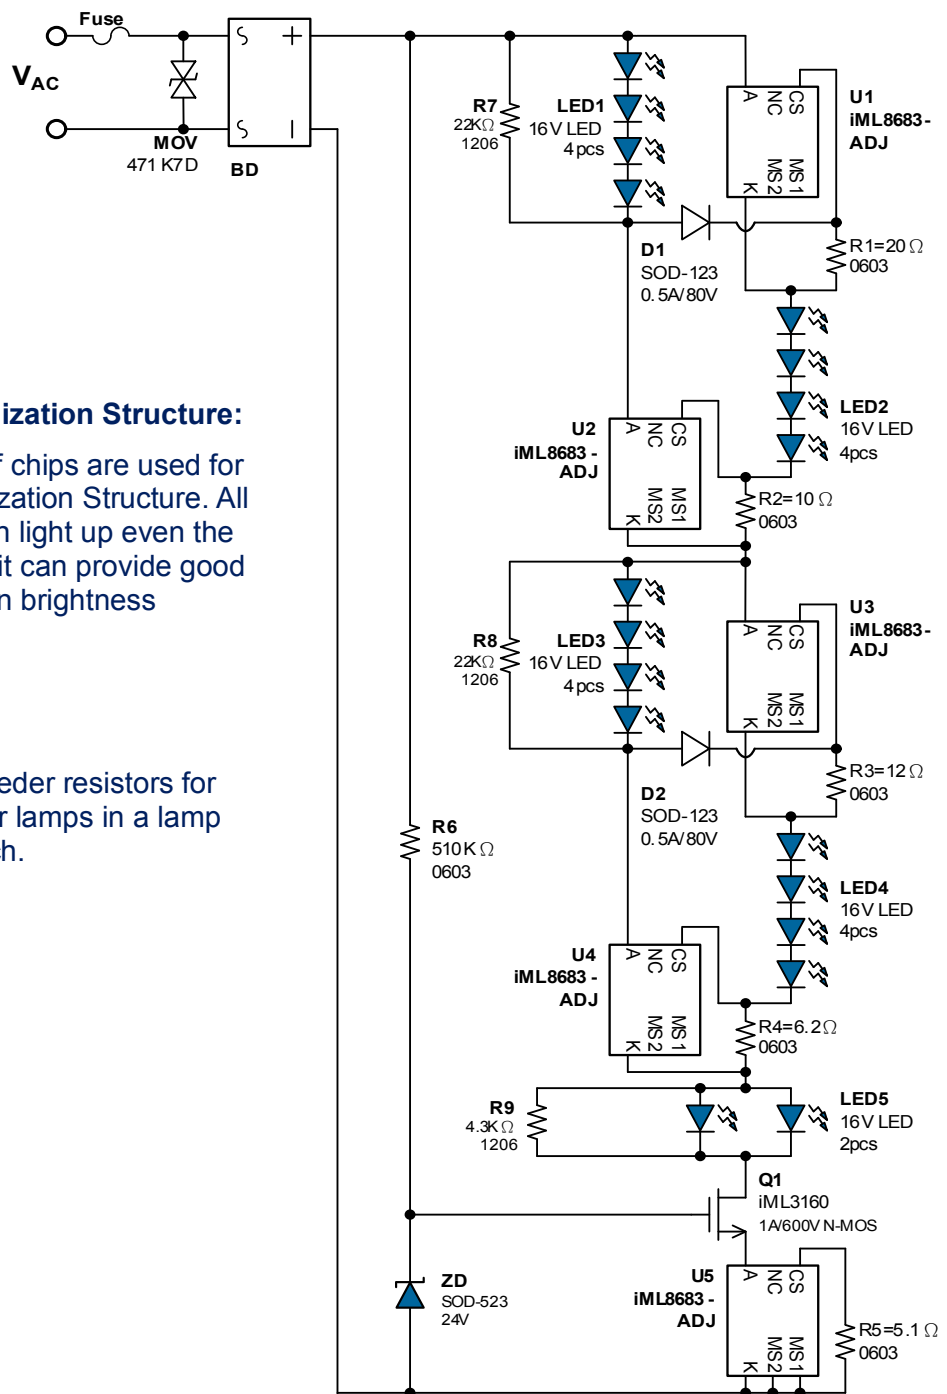 Fuse
VAC
MOV
471 K7D
BD
R7
22KΩ
1206
LED1
16V LED
4pcs
A
NC
CS
K
MS2
MS1
U1
iML8683-
ADJ
D1
SOD-123
0.5A/80V
R1=20 Ω
0603
LED2
16V LED
4pcs
ization Structure:
f chips are used for
zation Structure. All
n light up even the
it can provide good
n brightness
U2
iML8683 -
ADJ
A
NC
CS
K
MS2
MS1
R2=10 Ω
0603
R8
22KΩ
1206
LED3
16V LED
4pcs
A
NC
CS
K
MS2
MS1
U3
iML8683-
ADJ
D2
SOD-123
0.5A/80V
R3=12 Ω
0603
eder resistors for
r lamps in a lamp
ch.
R6
510K Ω
0603
LED4
16V LED
4pcs
U4
iML8683 -
ADJ
A
NC
CS
K
MS2
MS1
R4=6.2Ω
0603
R9
4.3KΩ
1206
LED5
16V LED
2pcs
Q1
iML3160
1A/600V N-MOS
ZD
SOD-523
24V
U5
iML8683 -
ADJ
A
NC
CS
K
MS2
MS1
R5=5.1 Ω
0603